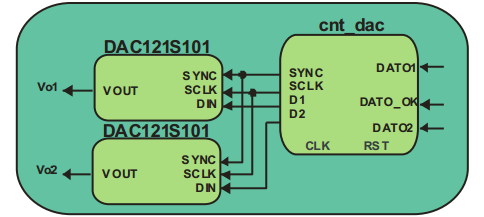 cnt_dac
DAC121S101
Vo1
VOUT
SYNC
SCLK
DIN
SYNC
SCLK
D1
D2
CLK
RST
DATO1
DATO_OK
DATO2
DAC121S101
Vo2
VOUT
SYNC
SCLK
DIN